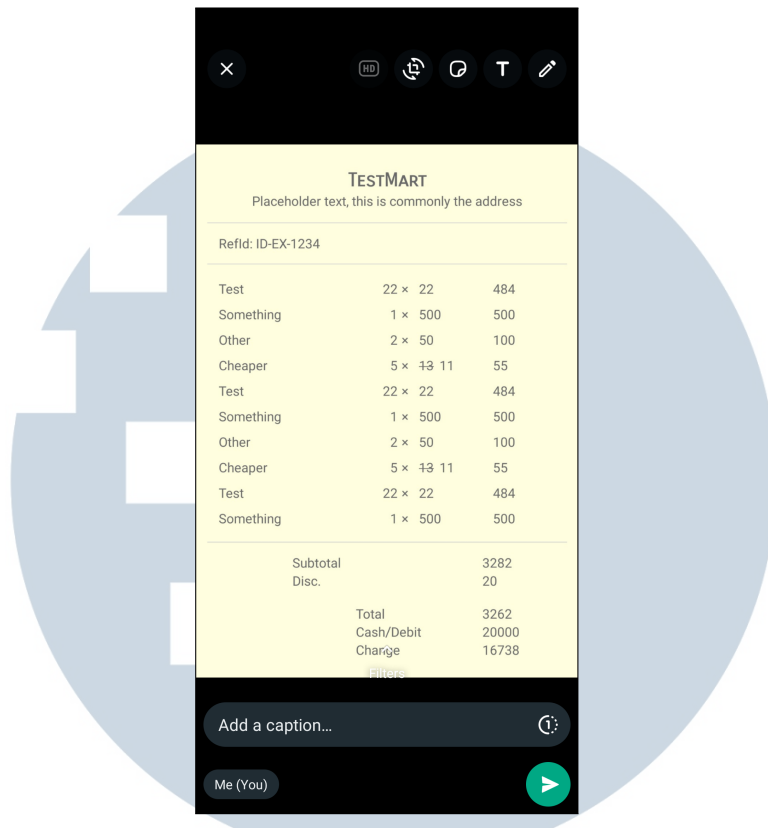 HD
T
TESTMART
Placeholder text, this is commonly the address
RefId: ID-EX-1234
Test 22 × 22 484
Something 1 × 500 500
Other 2 × 50 100
Cheaper 5 × 13 11 55
Test 22 × 22 484
Something 1 × 500 500
Other 2 × 50 100
Cheaper 5 × 13 11 55
Test 22 × 22 484
Something 1 × 500 500
Subtotal 3282
Disc. 20
Total 3262
Cash/Debit 20000
Change 16738
Filters
Add a caption... 1
Me (You)